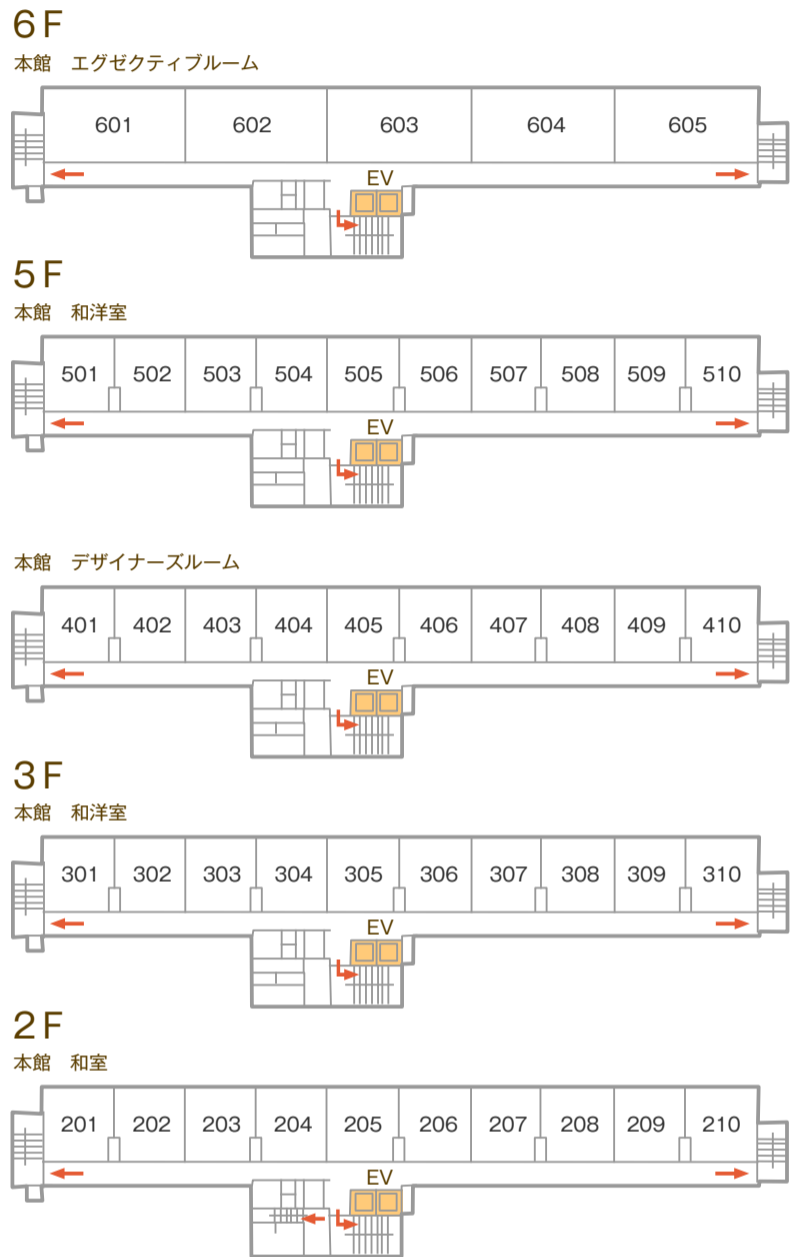 6F
本館 エグゼクティブルーム
601 602 603 604 605
EV
5F
本館 和洋室
501 502 503 504 505 506 507 508 509 510
EV
本館 デザイナーズルーム
401 402 403 404 405 406 407 408 409 410
EV
3F
本館 和洋室
301 302 303 304 305 306 307 308 309 310
EV
2F
本館 和室
201 202 203 204 205 206 207 208 209 210
EV